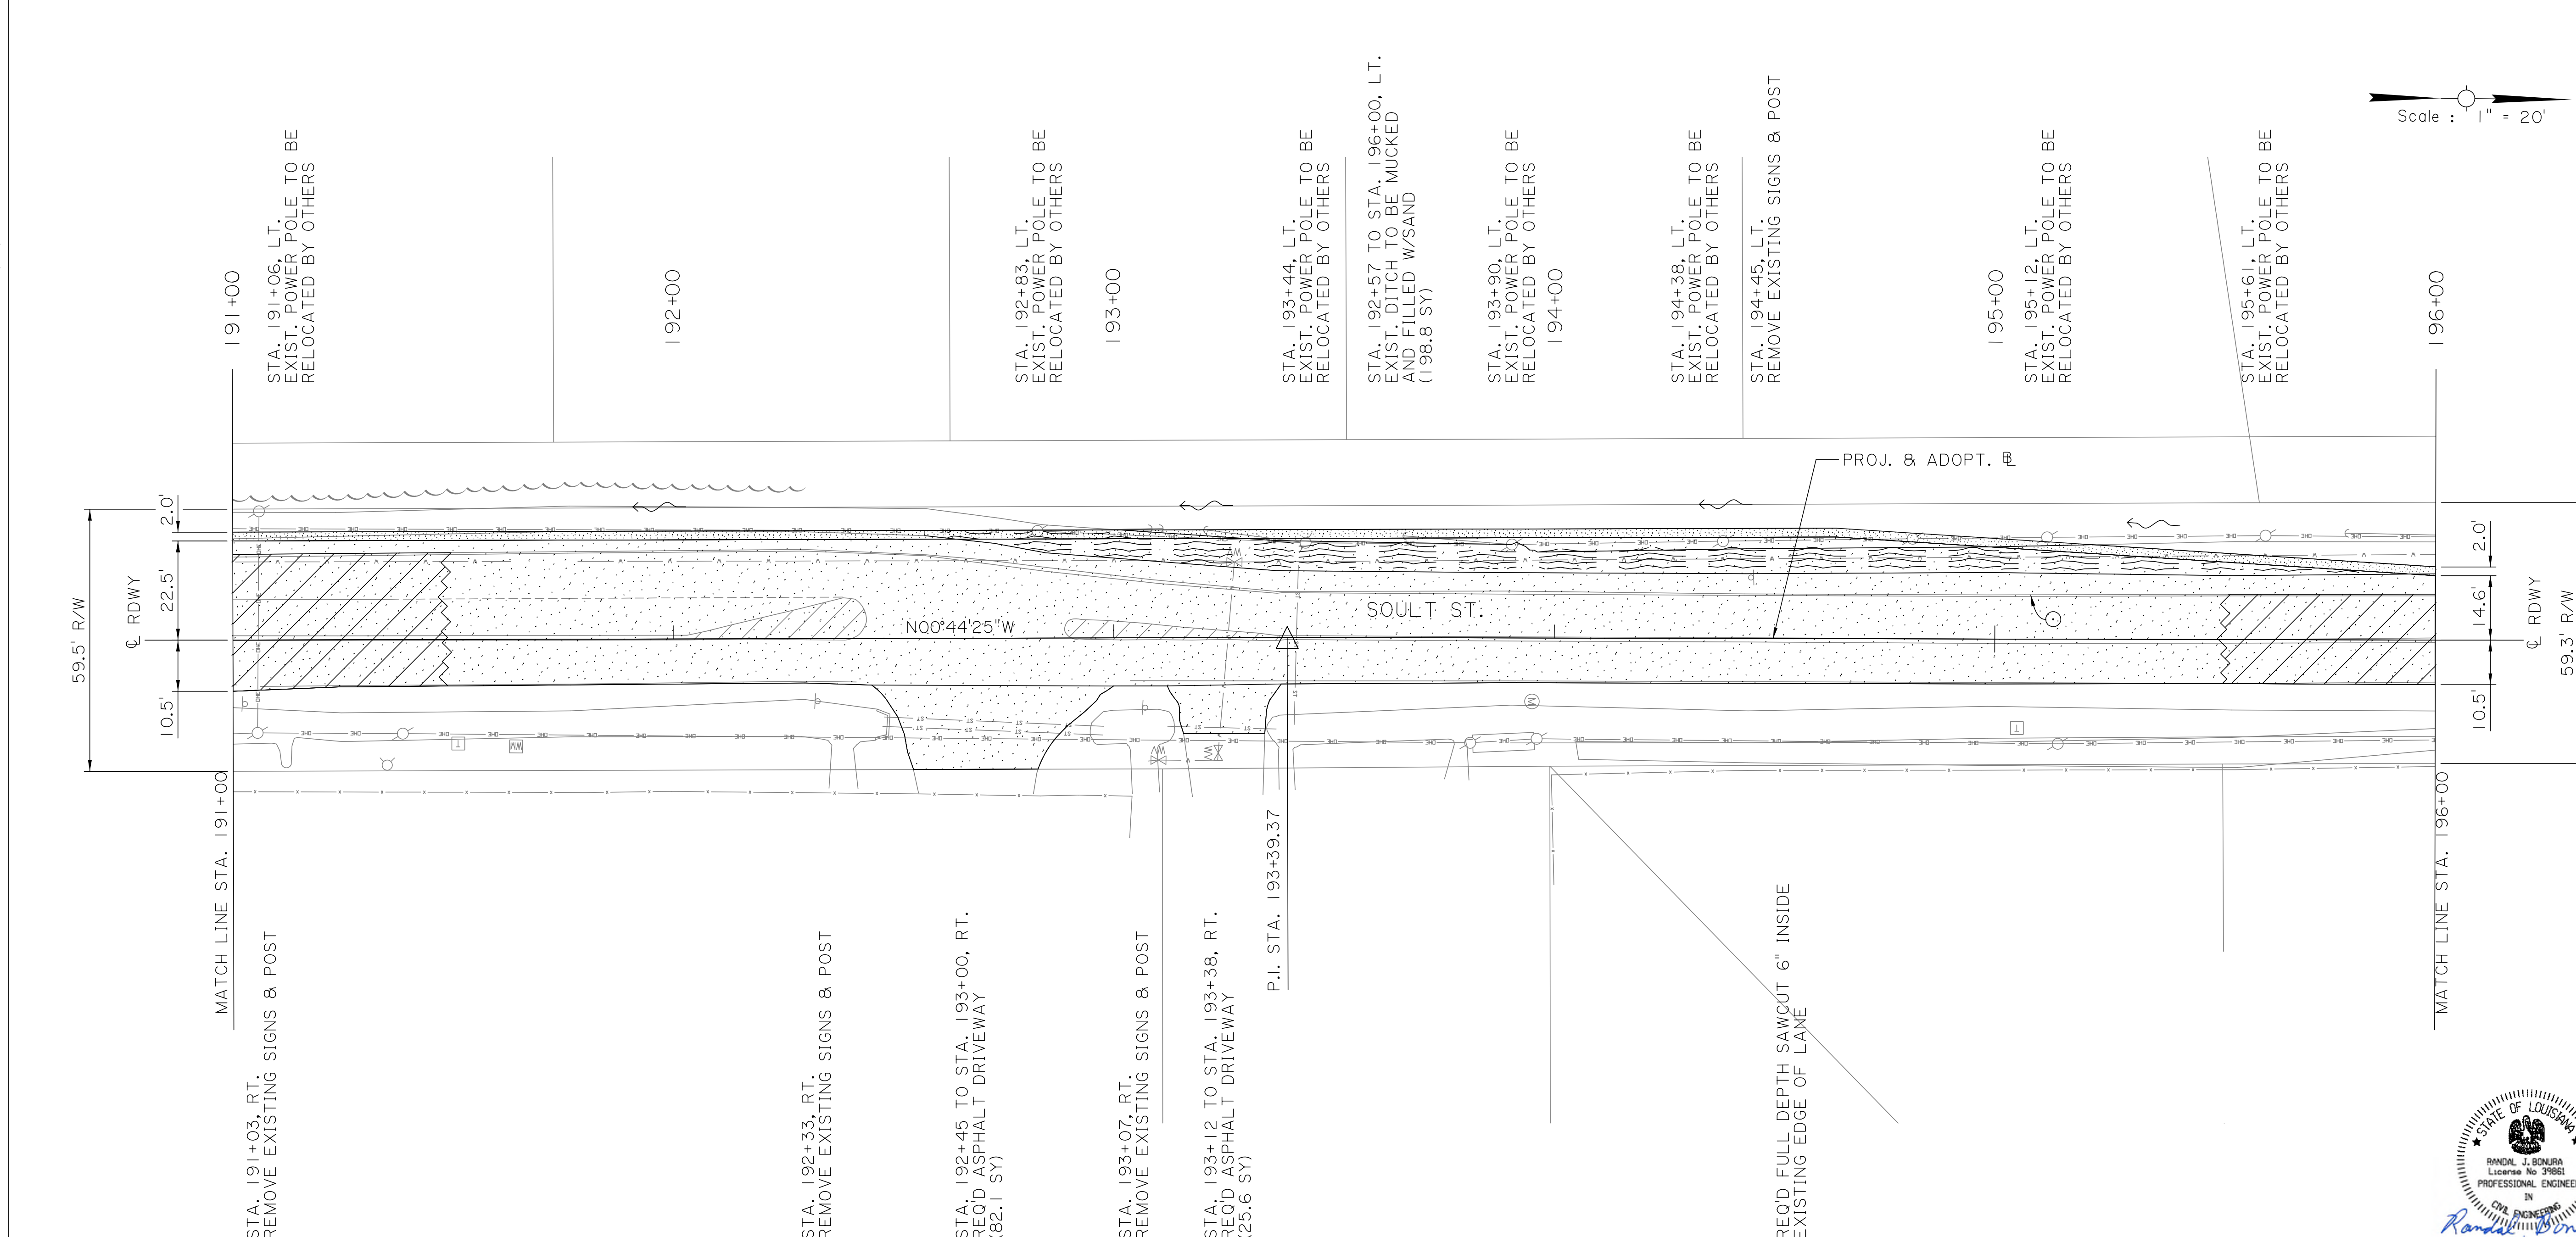 Scale : 1" = 20'
191+00
STA. 191+06, LT.
EXIST. POWER POLE TO BE
RELOCATED BY OTHERS
192+00
STA. 192+83, LT.
EXIST. POWER POLE TO BE
RELOCATED BY OTHERS
193+00
STA. 193+44, LT.
EXIST. POWER POLE TO BE
RELOCATED BY OTHERS
STA. 192+57 TO STA. 196+00, LT.
EXIST. DITCH TO BE MUCKED
AND FILLED W/SAND
(198.8 SY)
STA. 193+90, LT.
EXIST. POWER POLE TO BE
RELOCATED BY OTHERS
194+00
STA. 194+38, LT.
EXIST. POWER POLE TO BE
RELOCATED BY OTHERS
STA. 194+45, LT.
REMOVE EXISTING SIGNS & POST
195+00
STA. 195+12, LT.
EXIST. POWER POLE TO BE
RELOCATED BY OTHERS
STA. 195+61, LT.
EXIST. POWER POLE TO BE
RELOCATED BY OTHERS
196+00
PROJ. & ADOPT. BL
59.5' R/W
CL RDWY
2.0'
22.5'
10.5'
N00°44'25"W
SOULT ST.
2.0'
14.6'
10.5'
CL RDWY
59.3' R/W
T
WM
M
T
MATCH LINE STA. 191+00
P.I. STA. 193+39.37
MATCH LINE STA. 196+00
STA. 191+03, RT.
REMOVE EXISTING SIGNS & POST
STA. 192+33, RT.
REMOVE EXISTING SIGNS & POST
STA. 192+45 TO STA. 193+00, RT.
REQ'D ASPHALT DRIVEWAY
(82.1 SY)
STA. 193+07, RT.
REMOVE EXISTING SIGNS & POST
STA. 193+12 TO STA. 193+38, RT.
REQ'D ASPHALT DRIVEWAY
(25.6 SY)
REQ'D FULL DEPTH SAWCUT 6" INSIDE
EXISTING EDGE OF LANE
STATE OF LOUISIANA
RANDAL J. BONURA
License No 39861
PROFESSIONAL ENGINEE
IN
CIVIL ENGINEERING
Randal Bon